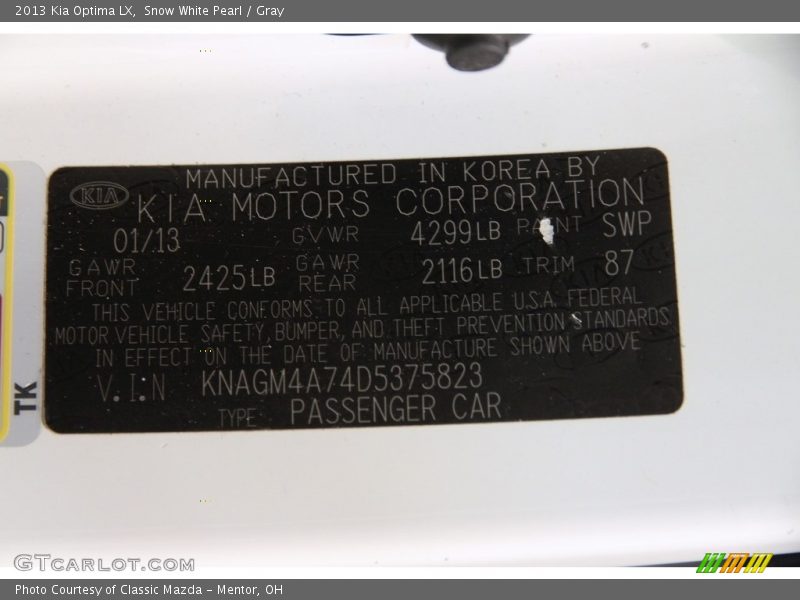 2013 Kia Optima LX, Snow White Pearl / Gray
MANUFACTURED IN KOREA BY
KIA KIA MOTORS CORPORATION
01/13 GVWR 4299LB PAINT SWP
GAWR FRONT 2425LB GAWR REAR 2116LB TRIM 87
THIS VEHICLE CONFORMS TO ALL APPLICABLE U.S.A. FEDERAL
MOTOR VEHICLE SAFETY, BUMPER, AND THEFT PREVENTION STANDARDS
IN EFFECT ON THE DATE OF MANUFACTURE SHOWN ABOVE
V.I.N KNAGM4A74D5375823
TYPE PASSENGER CAR
TK
GTCARLOT.COM
Photo Courtesy of Classic Mazda - Mentor, OH